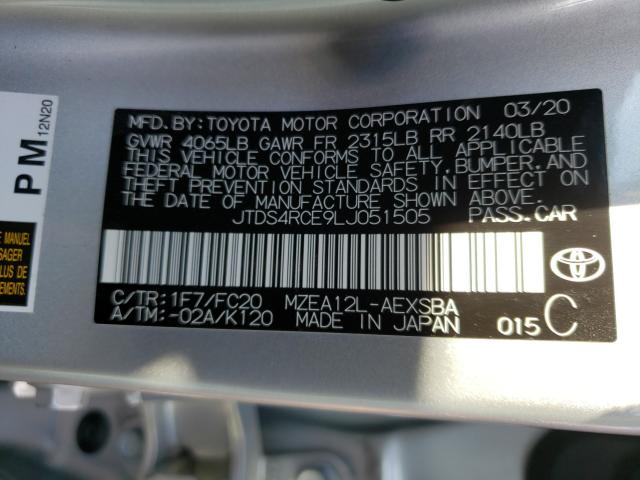 MFD.BY:TOYOTA MOTOR CORPORATION 03/20
GVWR 4065LB GAWR FR 2315LB RR 2140LB
THIS VEHICLE CONFORMS TO ALL APPLICABLE
FEDERAL MOTOR VEHICLE SAFETY,BUMPER,AND
THEFT PREVENTION STANDARDS IN EFFECT ON
THE DATE OF MANUFACTURE SHOWN ABOVE.
JTDS4RCE9LJ051505 PASS.CAR
C/TR:1F7/FC20 MZEA12L-AEXSBA
A/TM:-02A/K120 MADE IN JAPAN 015 C
PM 12N20
E MANUEL
SAGER
PLUS DE
ATIONS.